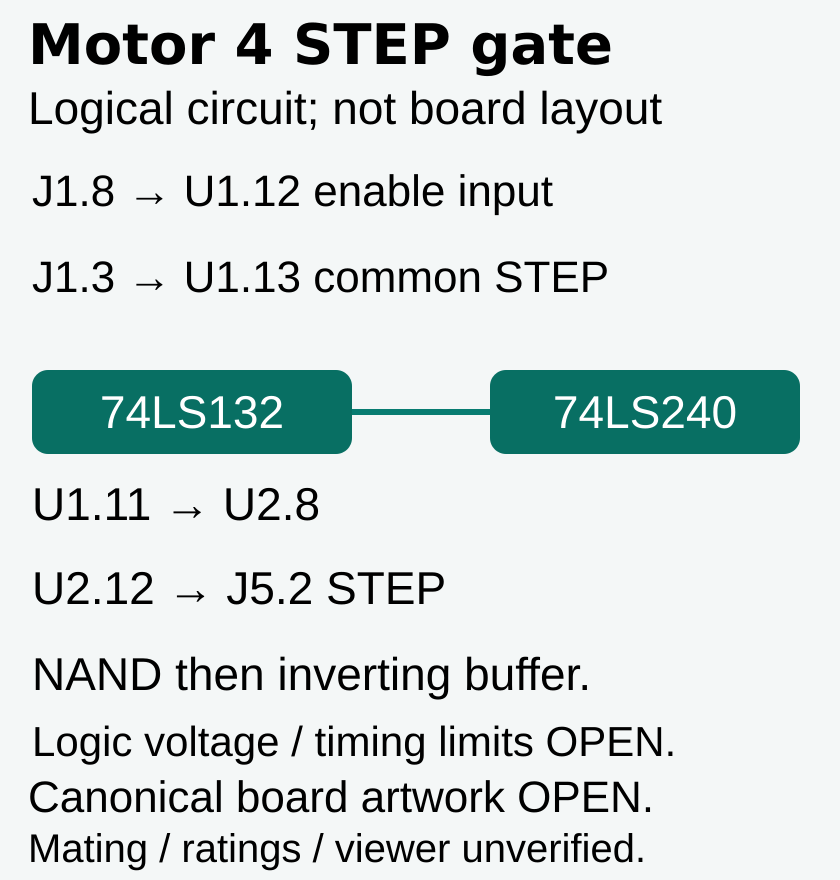 Motor 4 STEP gate
Logical circuit; not board layout
J1.8 → U1.12 enable input
J1.3 → U1.13 common STEP
74LS132 74LS240
U1.11 → U2.8
U2.12 → J5.2 STEP
NAND then inverting buffer.
Logic voltage / timing limits OPEN.
Canonical board artwork OPEN.
Mating / ratings / viewer unverified.